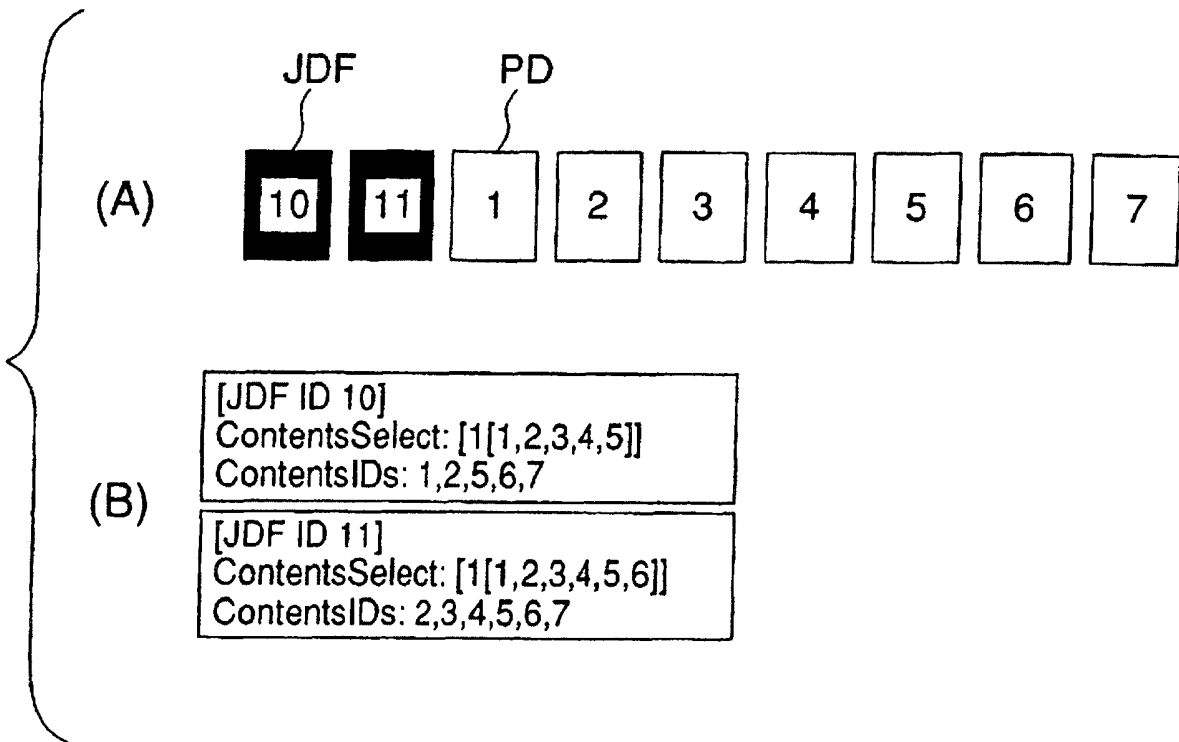 JDF PD
(A) 10 11 1 2 3 4 5 6 7
(B)
[JDF ID 10]
ContentsSelect: [1[1,2,3,4,5]]
ContentsIDs: 1,2,5,6,7
[JDF ID 11]
ContentsSelect: [1[1,2,3,4,5,6]]
ContentsIDs: 2,3,4,5,6,7